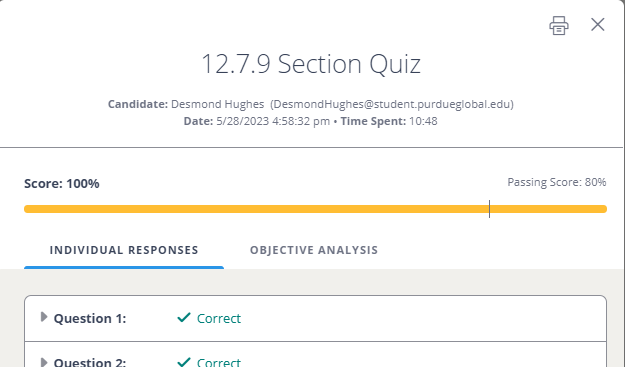 12.7.9 Section Quiz
Candidate: Desmond Hughes (DesmondHughes@student.purdueglobal.edu)
Date: 5/28/2023 4:58:32 pm • Time Spent: 10:48
Score: 100%
Passing Score: 80%
INDIVIDUAL RESPONSES
OBJECTIVE ANALYSIS
Question 1: Correct
Question 2: Correct